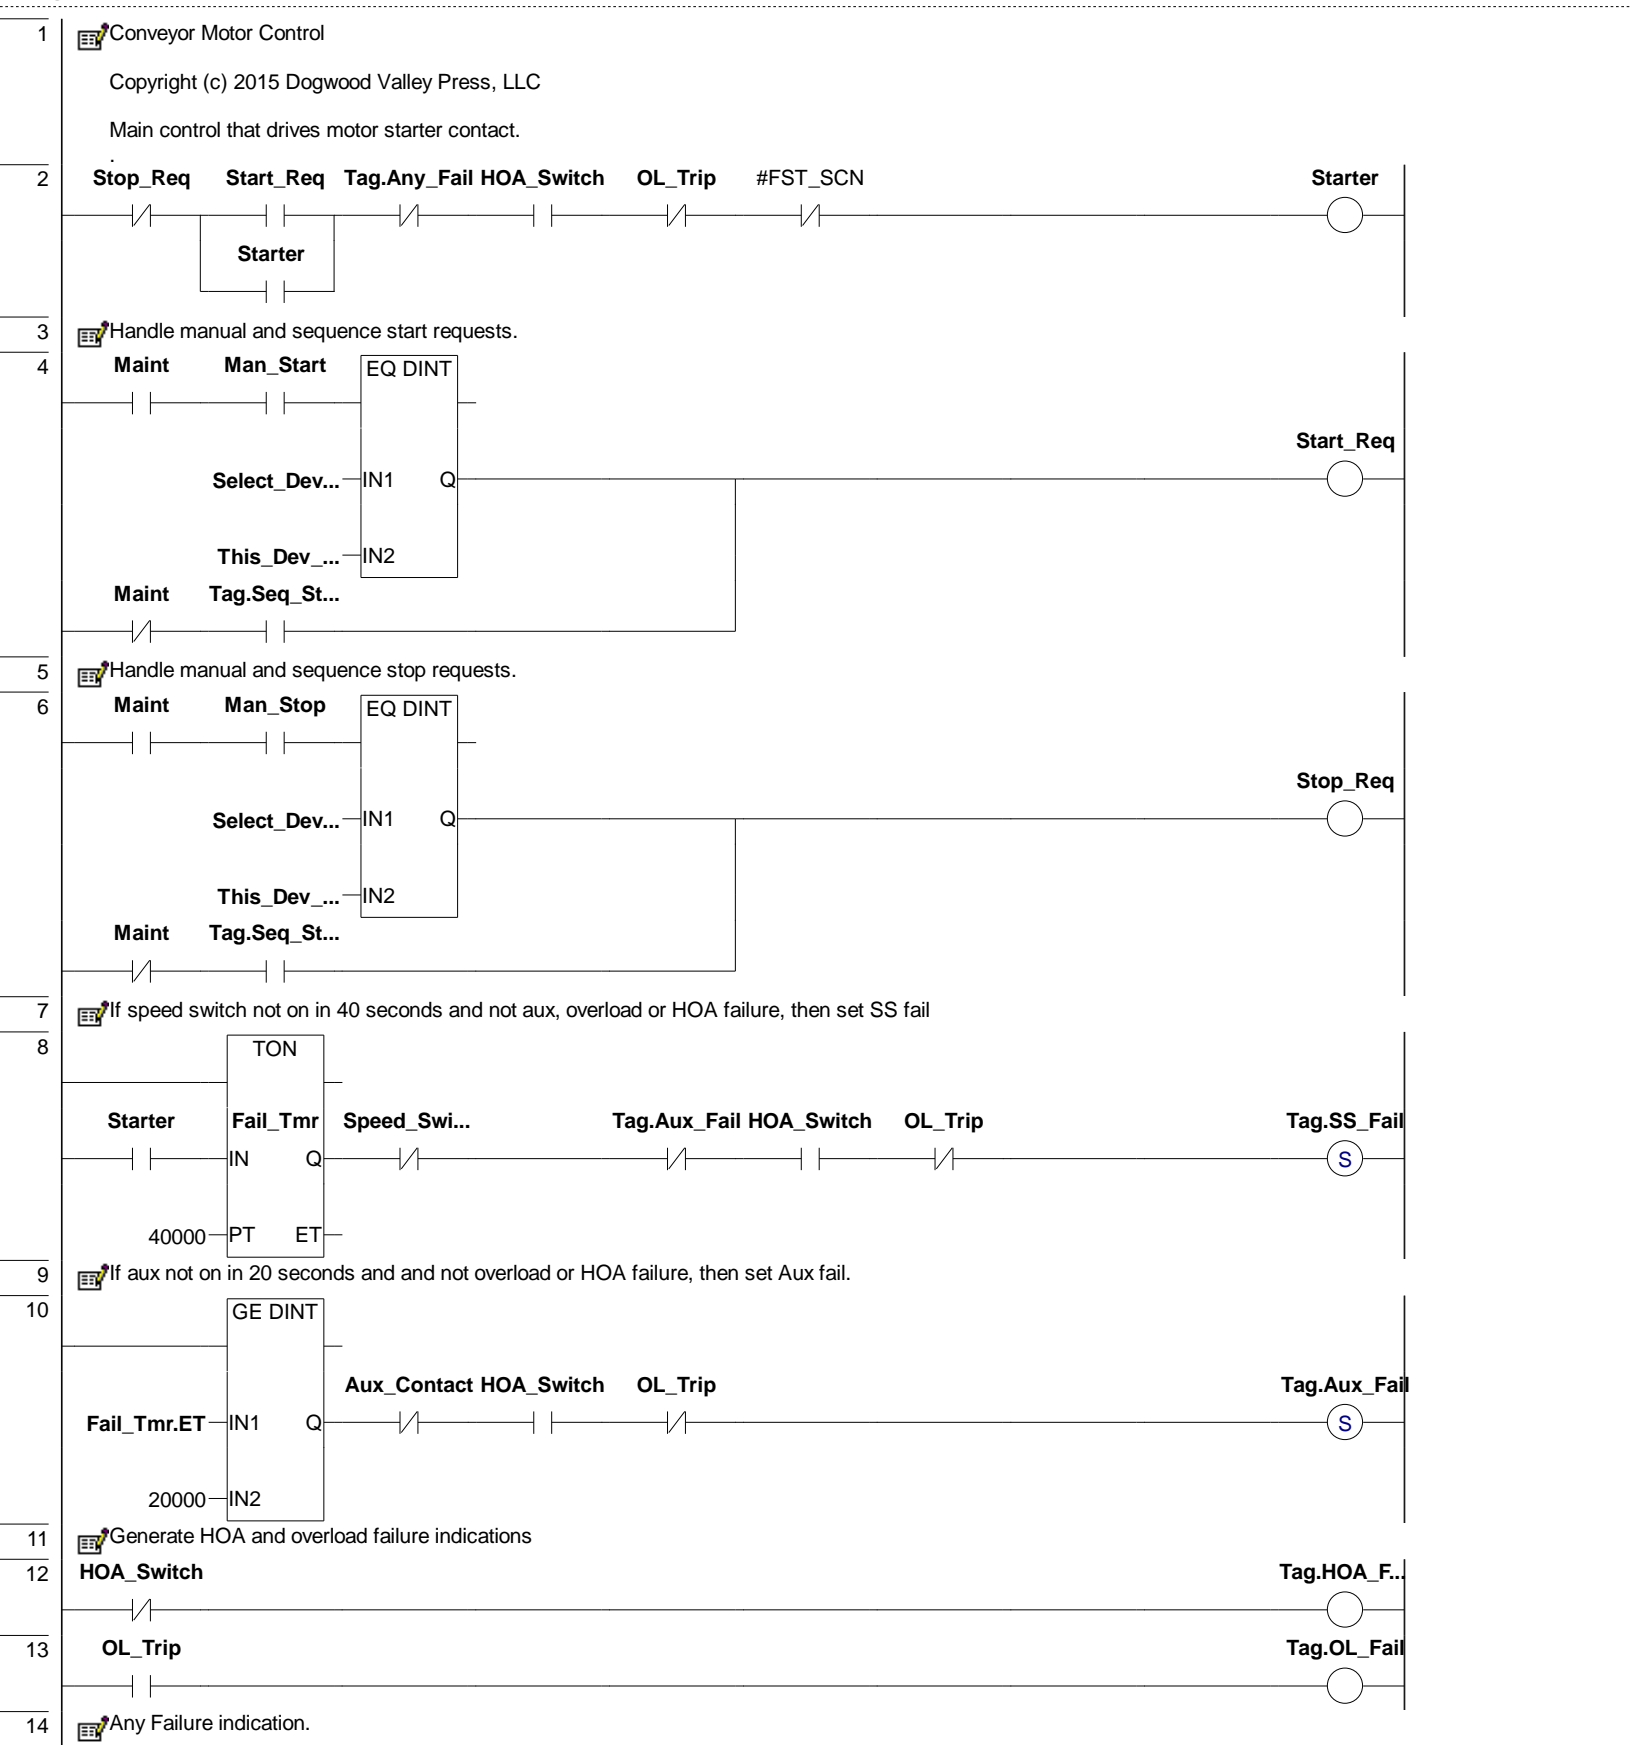 1 Conveyor Motor Control
Copyright (c) 2015 Dogwood Valley Press, LLC
Main control that drives motor starter contact.
.
2 Stop_Req Start_Req Tag.Any_Fail HOA_Switch OL_Trip #FST_SCN Starter
Starter
3 Handle manual and sequence start requests.
4 Maint Man_Start EQ DINT
Start_Req
Select_Dev... IN1 Q
This_Dev_... IN2
Maint Tag.Seq_St...
5 Handle manual and sequence stop requests.
6 Maint Man_Stop EQ DINT
Stop_Req
Select_Dev... IN1 Q
This_Dev_... IN2
Maint Tag.Seq_St...
7 If speed switch not on in 40 seconds and not aux, overload or HOA failure, then set SS fail
8 TON
Starter Fail_Tmr Speed_Swi... Tag.Aux_Fail HOA_Switch OL_Trip Tag.SS_Fail
IN Q S
40000 PT ET
9 If aux not on in 20 seconds and and not overload or HOA failure, then set Aux fail.
10 GE DINT
Aux_Contact HOA_Switch OL_Trip Tag.Aux_Fail
Fail_Tmr.ET IN1 Q S
20000 IN2
11 Generate HOA and overload failure indications
12 HOA_Switch Tag.HOA_F...
13 OL_Trip Tag.OL_Fail
14 Any Failure indication.